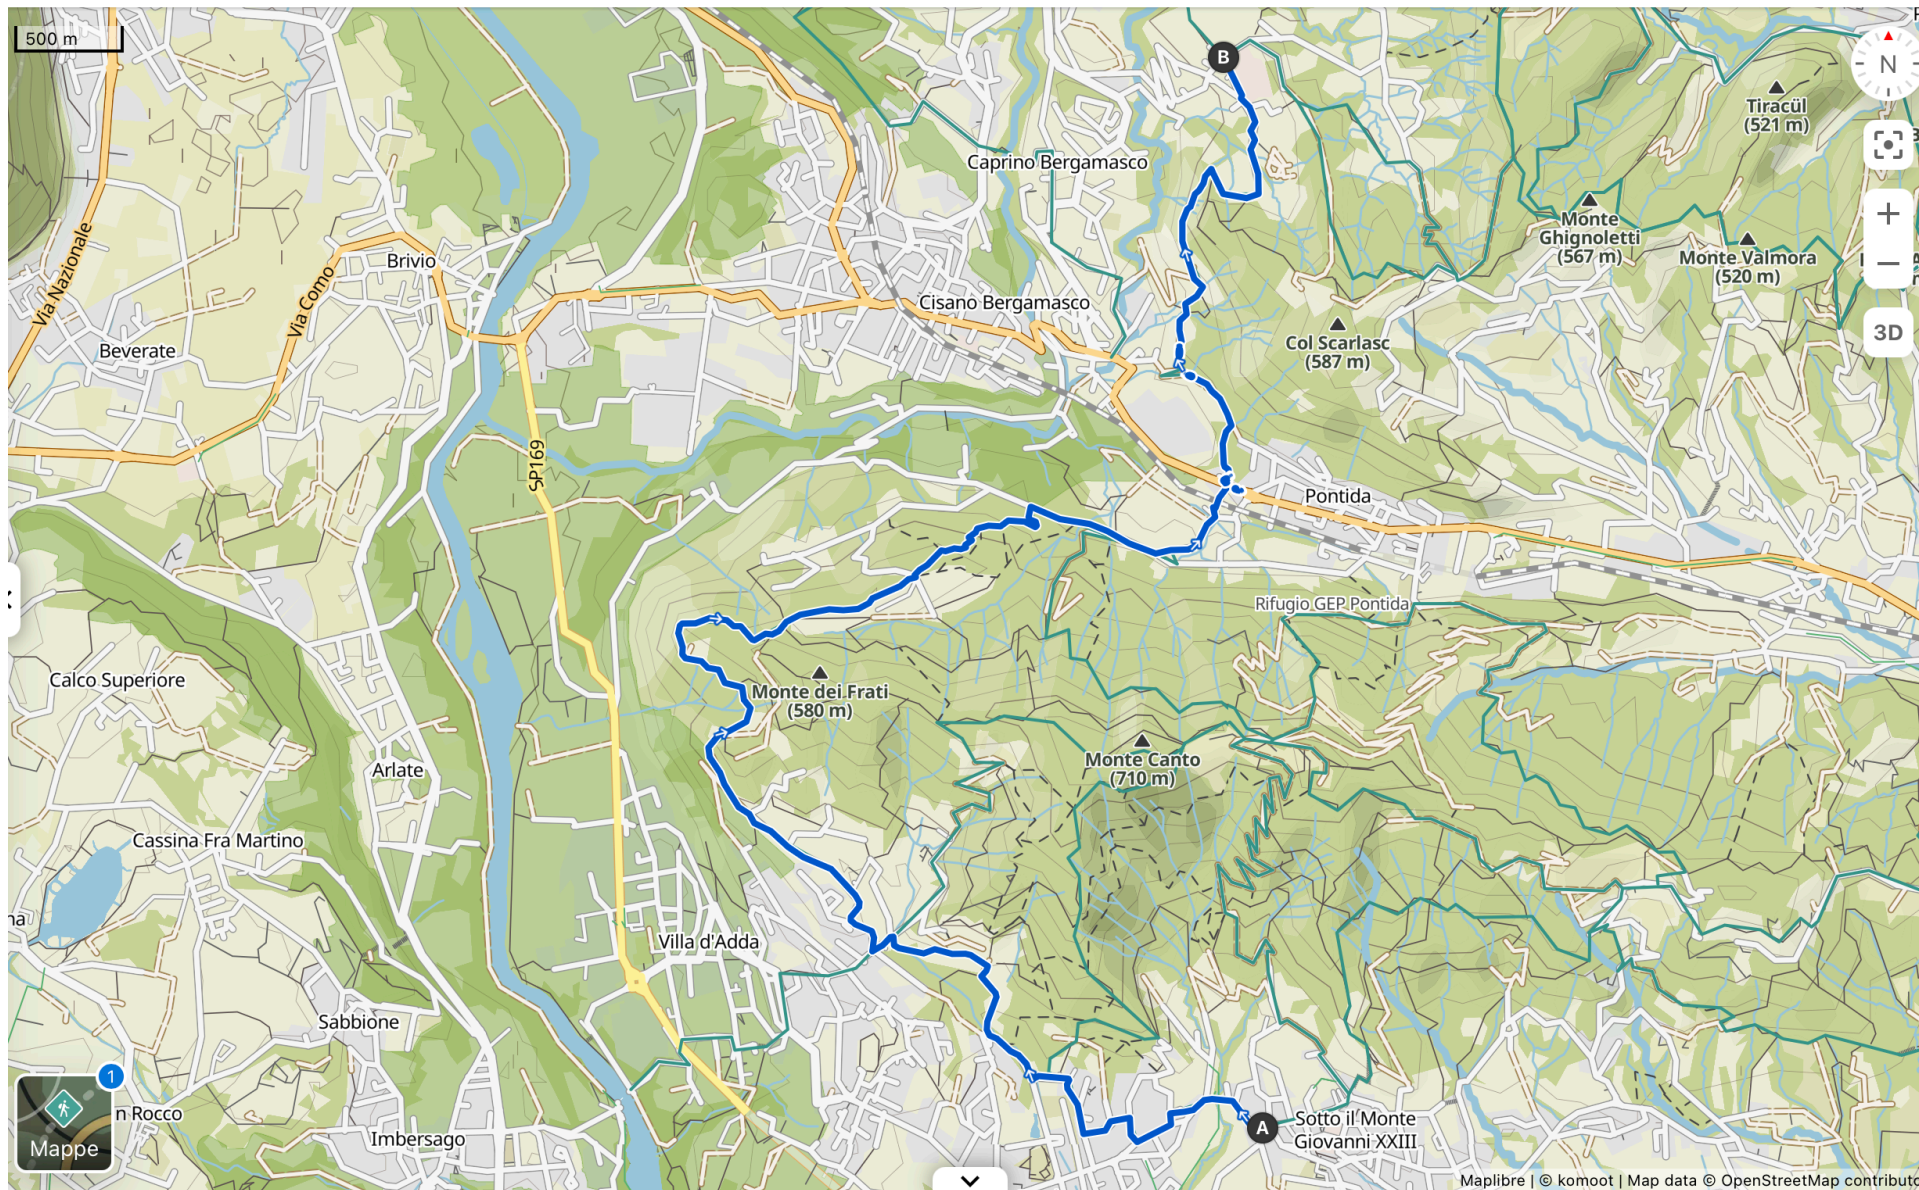 500 m
B
N
Tiracül
(521 m)
Caprino Bergamasco
Via Nazionale
Via Como
Brivio
Monte
Ghignoletti
(567 m)
Monte Valmora
(520 m)
+
−
Cisano Bergamasco
3D
Beverate
Col Scarlasc
(587 m)
SP169
Pontida
Rifugio GEP Pontida
Calco Superiore
Monte dei Frati
(580 m)
Arlate
Monte Canto
(710 m)
Cassina Fra Martino
na
Villa d'Adda
Sabbione
1
n Rocco
Mappe
Imbersago
A
Sotto il Monte
Giovanni XXIII
Maplibre | © komoot | Map data © OpenStreetMap contributo